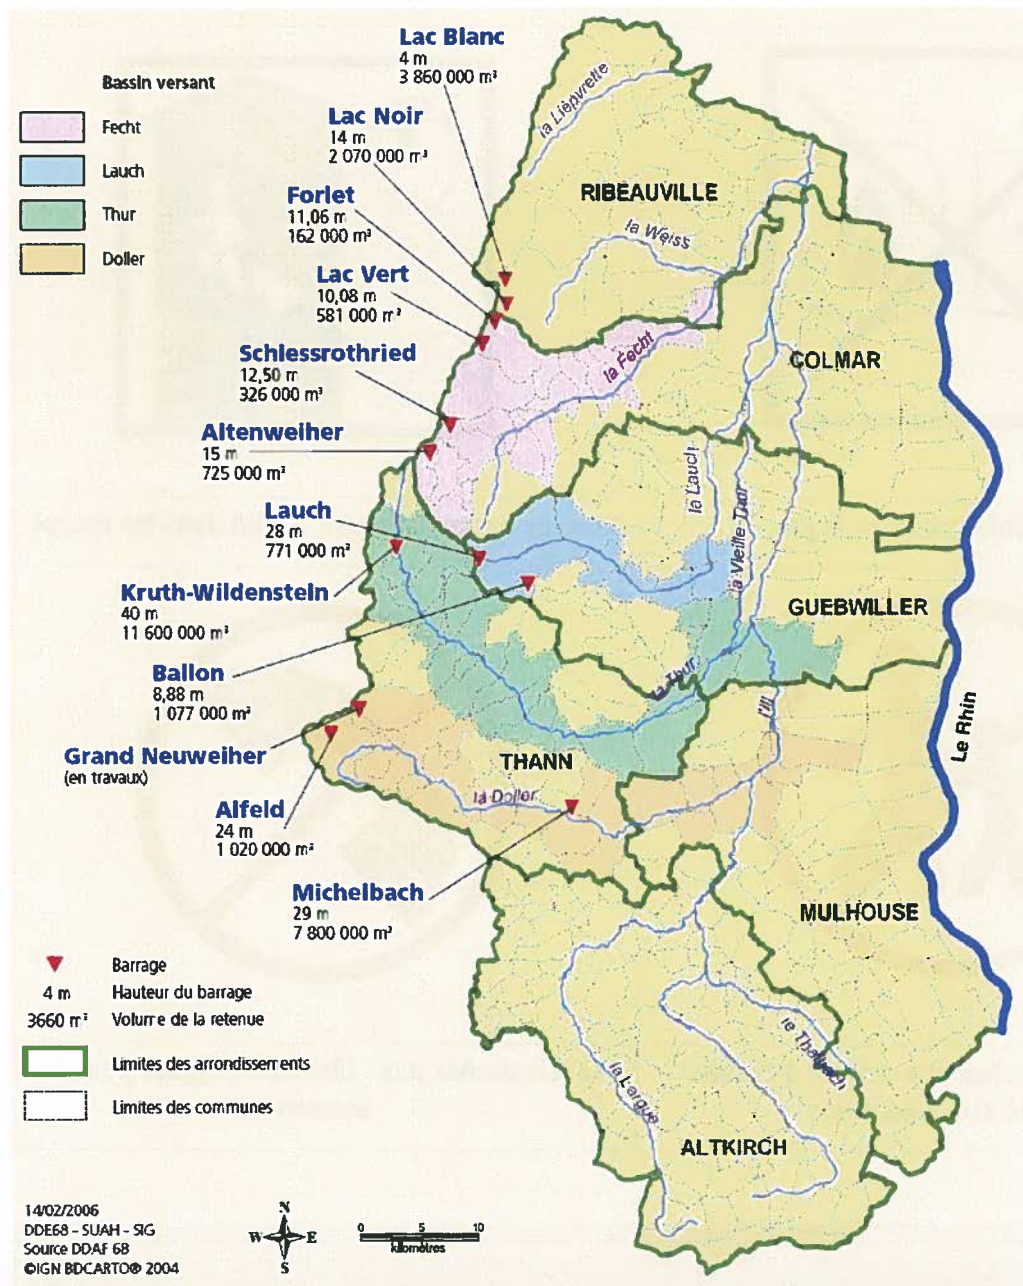 Lac Blanc
4 m
3 860 000 m³
Bassin versant
Fecht
Lauch
Thur
Doller
Lac Noir
14 m
2 070 000 m³
Forlet
11,06 m
162 000 m³
Lac Vert
10,08 m
581 000 m³
Schiessrothried
12,50 m
326 000 m³
Altenweiher
15 m
725 000 m³
Lauch
28 m
771 000 m³
Kruth-Wildenstein
40 m
11 600 000 m³
Ballon
8,88 m
1 077 000 m³
Grand Neuweiher
(en travaux)
Alfeld
24 m
1 020 000 m³
Michelbach
29 m
7 800 000 m³
la Lièpvrette
RIBEAUVILLE
la Weiss
la Fecht
COLMAR
la Lauch
la Vieille Thur
GUEBWILLER
la Thur
l'Ill
Le Rhin
THANN
la Doller
MULHOUSE
le Thalbach
la Largue
ALTKIRCH
Barrage
4 m Hauteur du barrage
3660 m³ Volume de la retenue
Limites des arrondissements
Limites des communes
14/02/2006
DDE68 - SUAH - SIG
Source DDAF 68
©IGN BDCARTO® 2004
N
W E
S
0 5 10
kilomètres